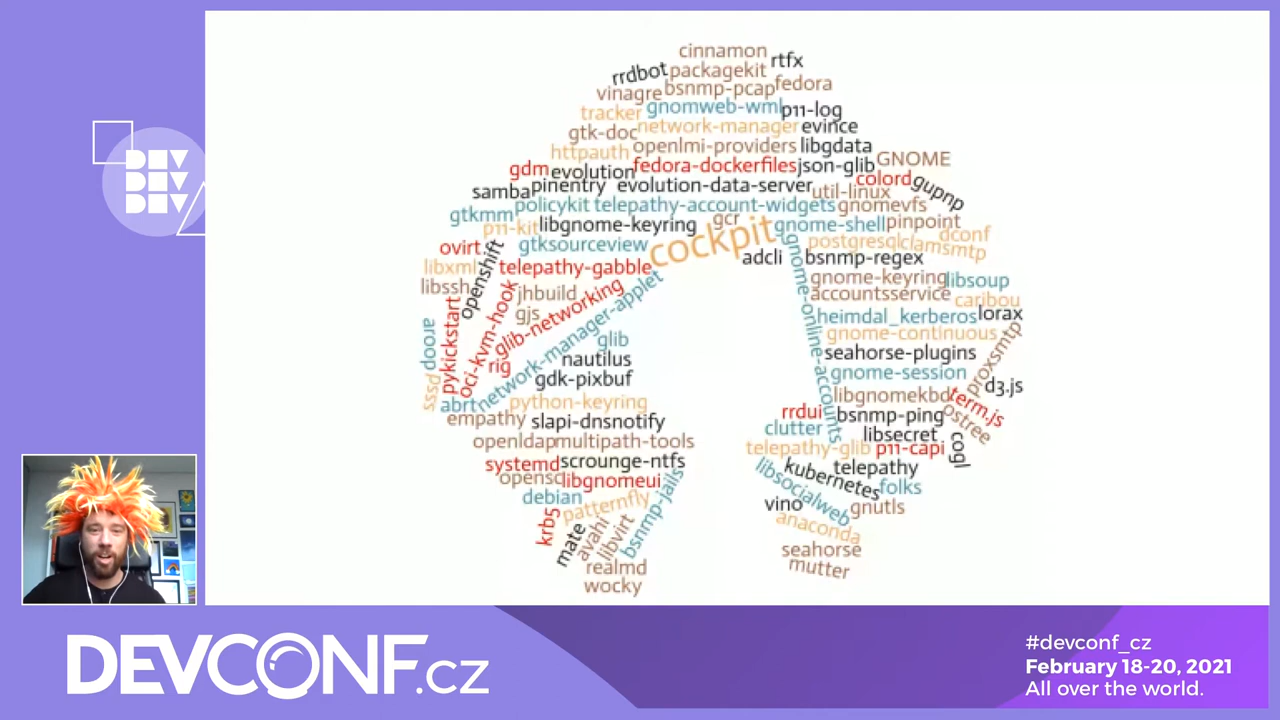 cinnamon
rtfx
rrdbot packagekit
vinagre bsnmp-pcap fedora
tracker gnomweb-wml p11-log
gtk-doc network-manager evince
httpauth openlmi-providers libgdata
gdm evolution fedora-dockerfiles json-glib GNOME
samba pinentry evolution-data-server util-linux colord gupnp
gtkmm policykit telepathy-account-widgets gnomevfs
p11-kit libgnome-keyring gcr gnome-shell pinpoint
ovirt openshift gtksourceview cockpit postgresql clamsmtp dconf
libxml telepathy-gabble adcli bsnmp-regex
libssh oci-kvm-hook jhbuild gnome-online-accounts gnome-keyring libsoup
pykickstart gjs glib-networking network-manager-applet accountsservice caribou
heimdal_kerberos lorax
glib gnome-continuous
rig nautilus seahorse-plugins proxsmtp
sssd gdk-pixbuf gnome-session d3.js
abrt python-keyring libgnomekbd term.js
empathy slapi-dnsnotify rrdui bsnmp-ping ostree
openldap multipath-tools clutter libsecret cogl
systemd scrounge-ntfs telepathy-glib p11-capi
opensc libgnomeui libsocialweb kubernetes telepathy
debian patternfly bsnmp-jails folks
krb5 mate avahi libvirt vino gnutls
anaconda
realmd seahorse
wocky mutter
DEV
DEV
DEV
DEVCONF.CZ
#devconf_cz
February 18-20, 2021
All over the world.